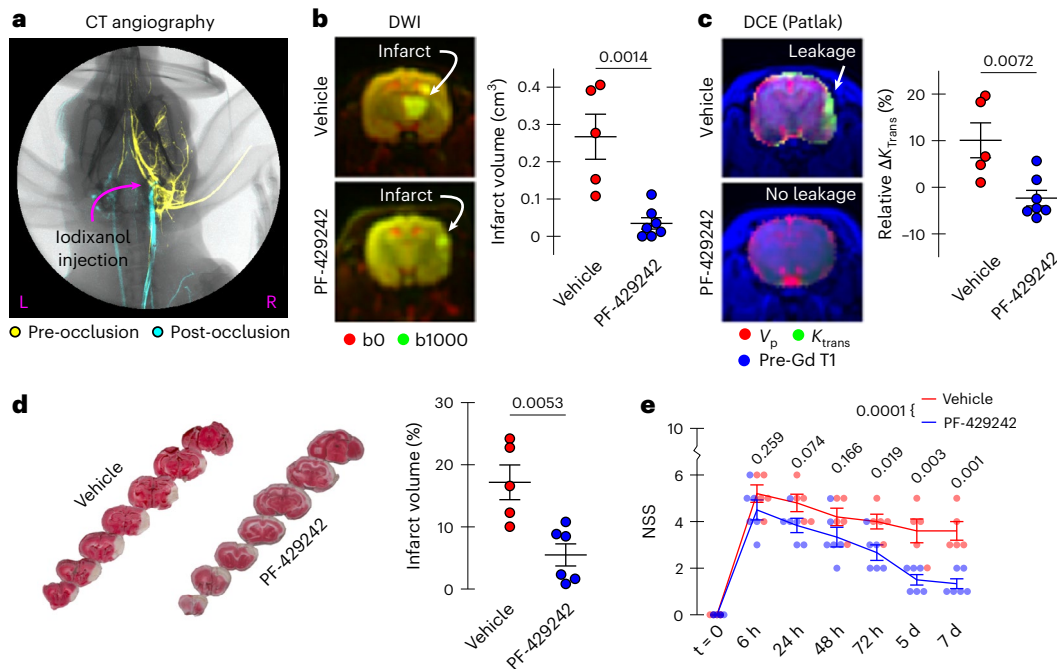 a
CT angiography
Iodixanol
injection
L
R
Pre-occlusion
Post-occlusion
b
DWI
Vehicle
Infarct
PF-429242
Infarct
b0
b1000
Infarct volume (cm³)
0.4
0.3
0.2
0.1
0
0.0014
Vehicle
PF-429242
c
DCE (Patlak)
Vehicle
Leakage
PF-429242
No leakage
Vp
Ktrans
Pre-Gd T1
Relative ΔKTrans (%)
20
10
0
−10
0.0072
Vehicle
PF-429242
d
Vehicle
PF-429242
Infarct volume (%)
30
20
10
0
0.0053
Vehicle
PF-429242
e
0.0001 {
Vehicle
PF-429242
NSS
10
6
4
2
0
0.259
0.074
0.166
0.019
0.003
0.001
t = 0
6 h
24 h
48 h
72 h
5 d
7 d